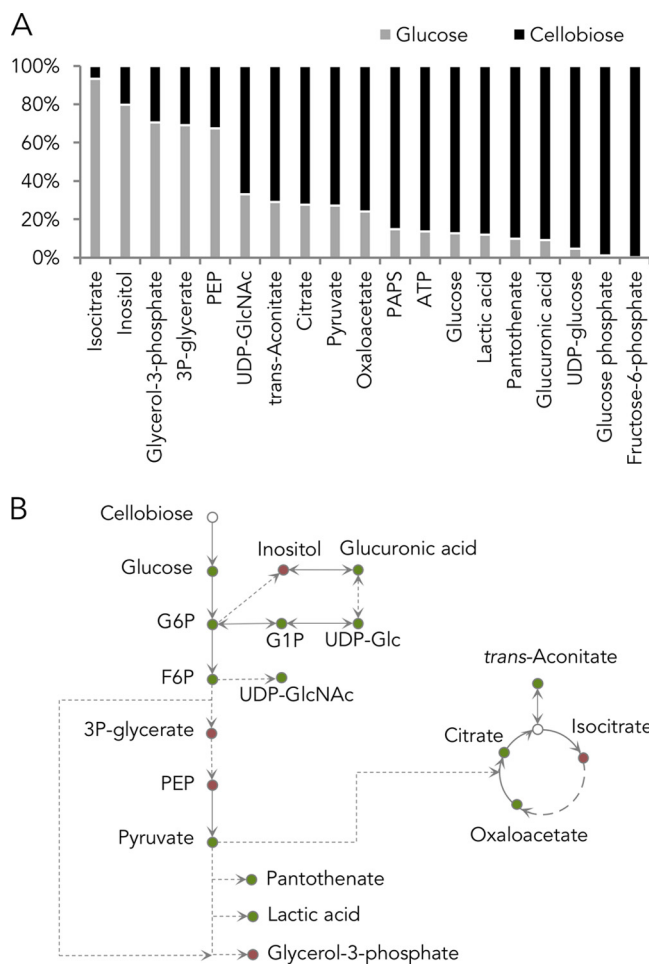 A
Glucose
Cellobiose
100%
80%
60%
40%
20%
0%
Isocitrate
Inositol
Glycerol-3-phosphate
3P-glycerate
PEP
UDP-GlcNAc
trans-Aconitate
Citrate
Pyruvate
Oxaloacetate
PAPS
ATP
Glucose
Lactic acid
Pantothenate
Glucuronic acid
UDP-glucose
Glucose phosphate
Fructose-6-phosphate
B
Cellobiose
Glucose
Inositol
Glucuronic acid
G6P
G1P
UDP-Glc
F6P
UDP-GlcNAc
3P-glycerate
PEP
Pyruvate
trans-Aconitate
Citrate
Isocitrate
Oxaloacetate
Pantothenate
Lactic acid
Glycerol-3-phosphate